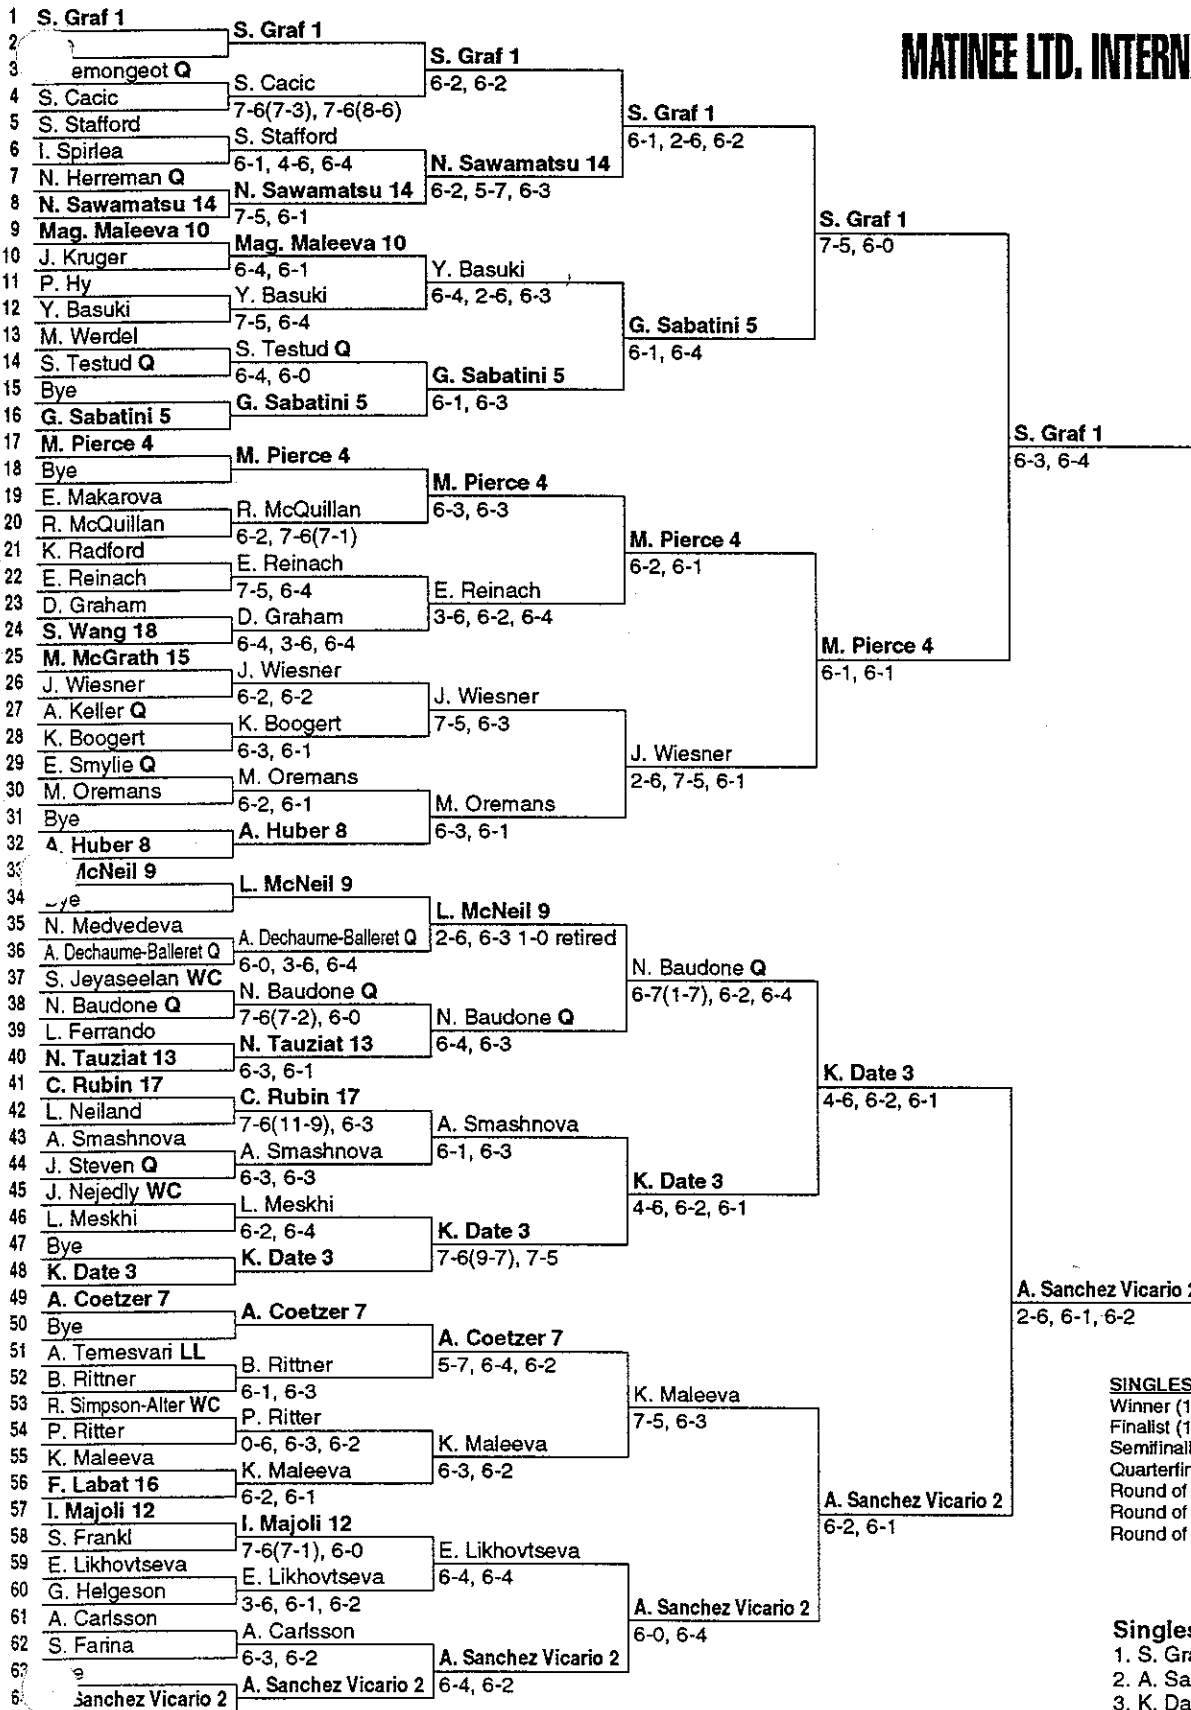 MATINEE LTD. INTERN
1 S. Graf 1
2
3 emongeot Q
4 S. Cacic
5 S. Stafford
6 I. Spirlea
7 N. Herreman Q
8 N. Sawamatsu 14
9 Mag. Maleeva 10
10 J. Kruger
11 P. Hy
12 Y. Basuki
13 M. Werdel
14 S. Testud Q
15 Bye
16 G. Sabatini 5
17 M. Pierce 4
18 Bye
19 E. Makarova
20 R. McQuillan
21 K. Radford
22 E. Reinach
23 D. Graham
24 S. Wang 18
25 M. McGrath 15
26 J. Wiesner
27 A. Keller Q
28 K. Boogert
29 E. Smylie Q
30 M. Oremans
31 Bye
32 A. Huber 8
33 McNeil 9
34 ye
35 N. Medvedeva
36 A. Dechaume-Balleret Q
37 S. Jeyaseelan WC
38 N. Baudone Q
39 L. Ferrando
40 N. Tauziat 13
41 C. Rubin 17
42 L. Neiland
43 A. Smashnova
44 J. Steven Q
45 J. Nejedly WC
46 L. Meskhi
47 Bye
48 K. Date 3
49 A. Coetzer 7
50 Bye
51 A. Temesvari LL
52 B. Rittner
53 R. Simpson-Alter WC
54 P. Ritter
55 K. Maleeva
56 F. Labat 16
57 I. Majoli 12
58 S. Frankl
59 E. Likhovtseva
60 G. Helgeson
61 A. Carlsson
62 S. Farina
63 e
6 Sanchez Vicario 2
S. Graf 1
S. Cacic
7-6(7-3), 7-6(8-6)
S. Stafford
6-1, 4-6, 6-4
N. Sawamatsu 14
7-5, 6-1
Mag. Maleeva 10
6-4, 6-1
Y. Basuki
7-5, 6-4
S. Testud Q
6-4, 6-0
G. Sabatini 5
M. Pierce 4
R. McQuillan
6-2, 7-6(7-1)
E. Reinach
7-5, 6-4
D. Graham
6-4, 3-6, 6-4
J. Wiesner
6-2, 6-2
K. Boogert
6-3, 6-1
M. Oremans
6-2, 6-1
A. Huber 8
L. McNeil 9
A. Dechaume-Balleret Q
6-0, 3-6, 6-4
N. Baudone Q
7-6(7-2), 6-0
N. Tauziat 13
6-3, 6-1
C. Rubin 17
7-6(11-9), 6-3
A. Smashnova
6-3, 6-3
L. Meskhi
6-2, 6-4
K. Date 3
A. Coetzer 7
B. Rittner
6-1, 6-3
P. Ritter
0-6, 6-3, 6-2
K. Maleeva
6-2, 6-1
I. Majoli 12
7-6(7-1), 6-0
E. Likhovtseva
3-6, 6-1, 6-2
A. Carlsson
6-3, 6-2
A. Sanchez Vicario 2
S. Graf 1
6-2, 6-2
N. Sawamatsu 14
6-2, 5-7, 6-3
Y. Basuki
6-4, 2-6, 6-3
G. Sabatini 5
6-1, 6-3
M. Pierce 4
6-3, 6-3
E. Reinach
3-6, 6-2, 6-4
J. Wiesner
7-5, 6-3
M. Oremans
6-3, 6-1
L. McNeil 9
2-6, 6-3 1-0 retired
N. Baudone Q
6-4, 6-3
A. Smashnova
6-1, 6-3
K. Date 3
7-6(9-7), 7-5
A. Coetzer 7
5-7, 6-4, 6-2
K. Maleeva
6-3, 6-2
E. Likhovtseva
6-4, 6-4
A. Sanchez Vicario 2
6-4, 6-2
S. Graf 1
6-1, 2-6, 6-2
G. Sabatini 5
6-1, 6-4
M. Pierce 4
6-2, 6-1
J. Wiesner
2-6, 7-5, 6-1
N. Baudone Q
6-7(1-7), 6-2, 6-4
K. Date 3
4-6, 6-2, 6-1
K. Maleeva
7-5, 6-3
A. Sanchez Vicario 2
6-0, 6-4
S. Graf 1
7-5, 6-0
M. Pierce 4
6-1, 6-1
K. Date 3
4-6, 6-2, 6-1
A. Sanchez Vicario 2
6-2, 6-1
S. Graf 1
6-3, 6-4
A. Sanchez Vicario 2
2-6, 6-1, 6-2
SINGLES
Winner (1
Finalist (1
Semifinal
Quarterfin
Round of
Round of
Round of
Singles
1. S. Gra
2. A. Sa
3. K. Da